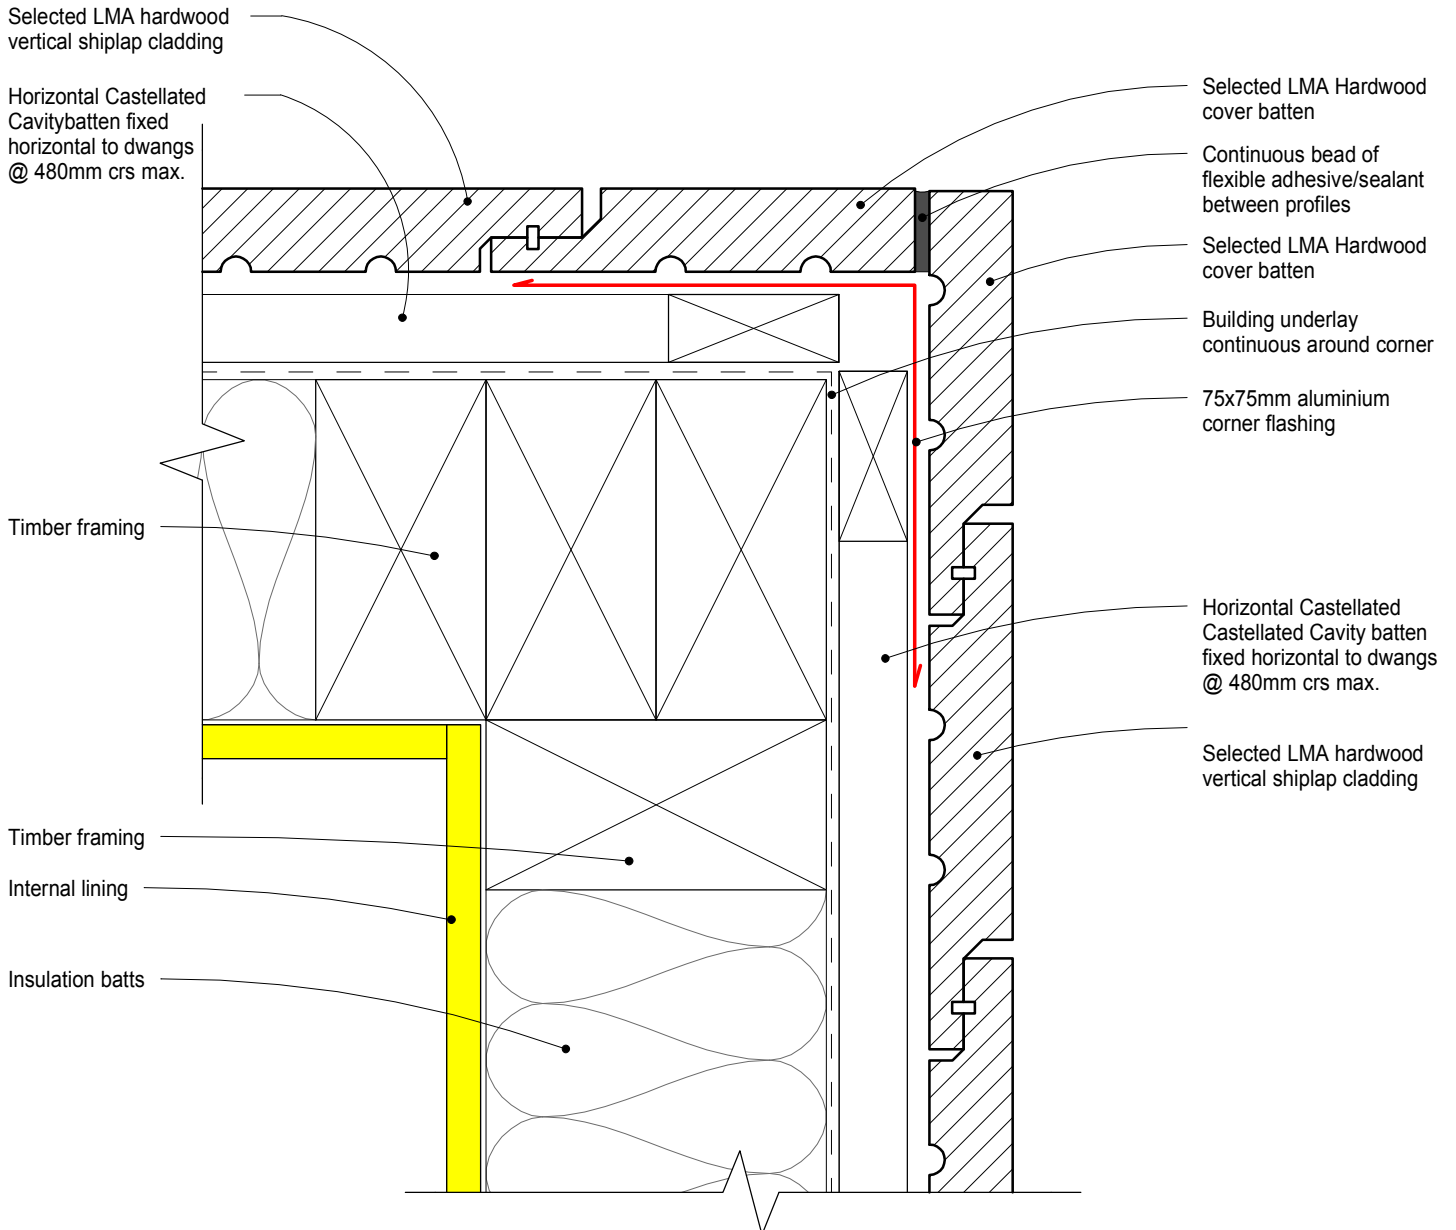 Selected LMA hardwood
vertical shiplap cladding
Horizontal Castellated
Cavitybatten fixed
horizontal to dwangs
@ 480mm crs max.
Timber framing
Timber framing
Internal lining
Insulation batts
Selected LMA Hardwood
cover batten
Continuous bead of
flexible adhesive/sealant
between profiles
Selected LMA Hardwood
cover batten
Building underlay
continuous around corner
75x75mm aluminium
corner flashing
Horizontal Castellated
Castellated Cavity batten
fixed horizontal to dwangs
@ 480mm crs max.
Selected LMA hardwood
vertical shiplap cladding